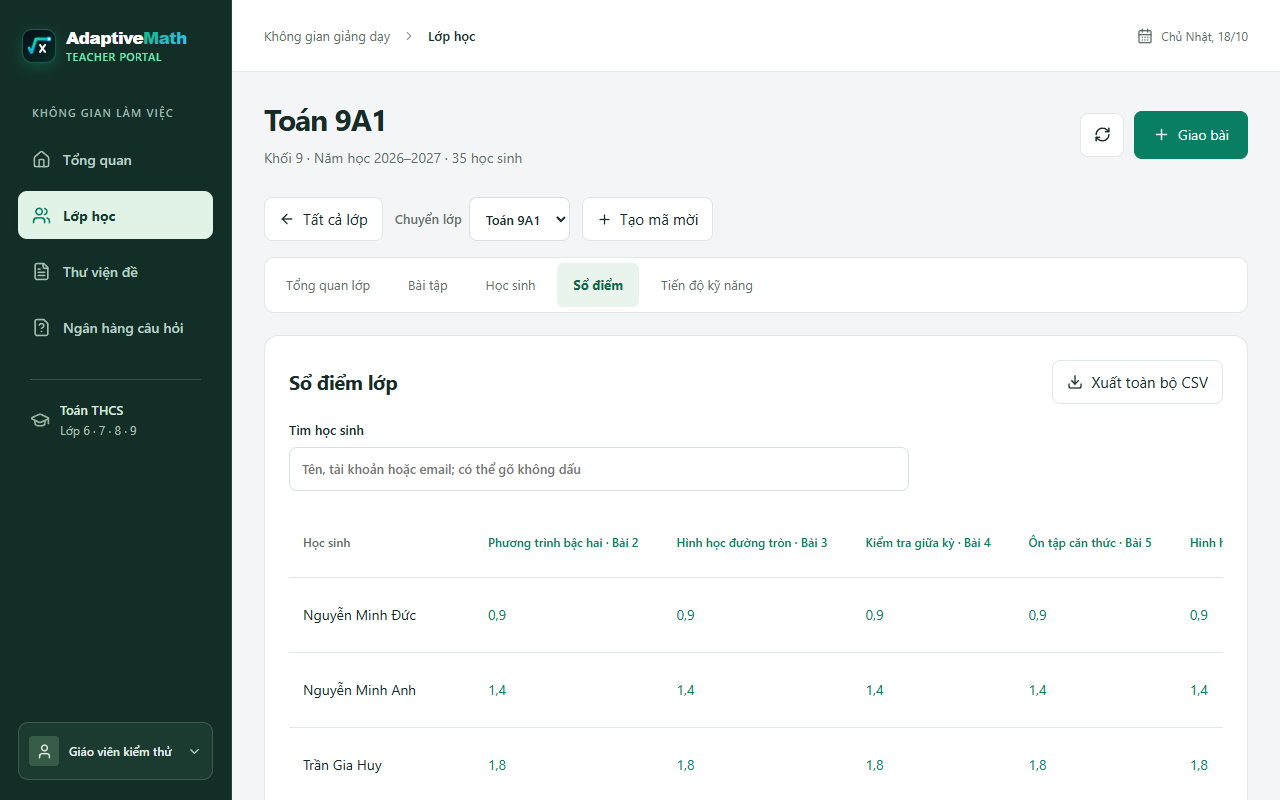 AdaptiveMath
TEACHER PORTAL
KHÔNG GIAN LÀM VIỆC
Tổng quan
Lớp học
Thư viện đề
Ngân hàng câu hỏi
Toán THCS
Lớp 6 · 7 · 8 · 9
Giáo viên kiểm thử
Không gian giảng dạy > Lớp học
Chủ Nhật, 18/10
Toán 9A1
Khối 9 · Năm học 2026–2027 · 35 học sinh
Giao bài
Tất cả lớp
Chuyển lớp
Toán 9A1
Tạo mã mời
Tổng quan lớp
Bài tập
Học sinh
Sổ điểm
Tiến độ kỹ năng
Sổ điểm lớp
Xuất toàn bộ CSV
Tìm học sinh
Tên, tài khoản hoặc email; có thể gõ không dấu
Học sinh Phương trình bậc hai · Bài 2 Hình học đường tròn · Bài 3 Kiểm tra giữa kỳ · Bài 4 Ôn tập căn thức · Bài 5 Hình
Nguyễn Minh Đức 0,9 0,9 0,9 0,9 0,9
Nguyễn Minh Anh 1,4 1,4 1,4 1,4 1,4
Trần Gia Huy 1,8 1,8 1,8 1,8 1,8